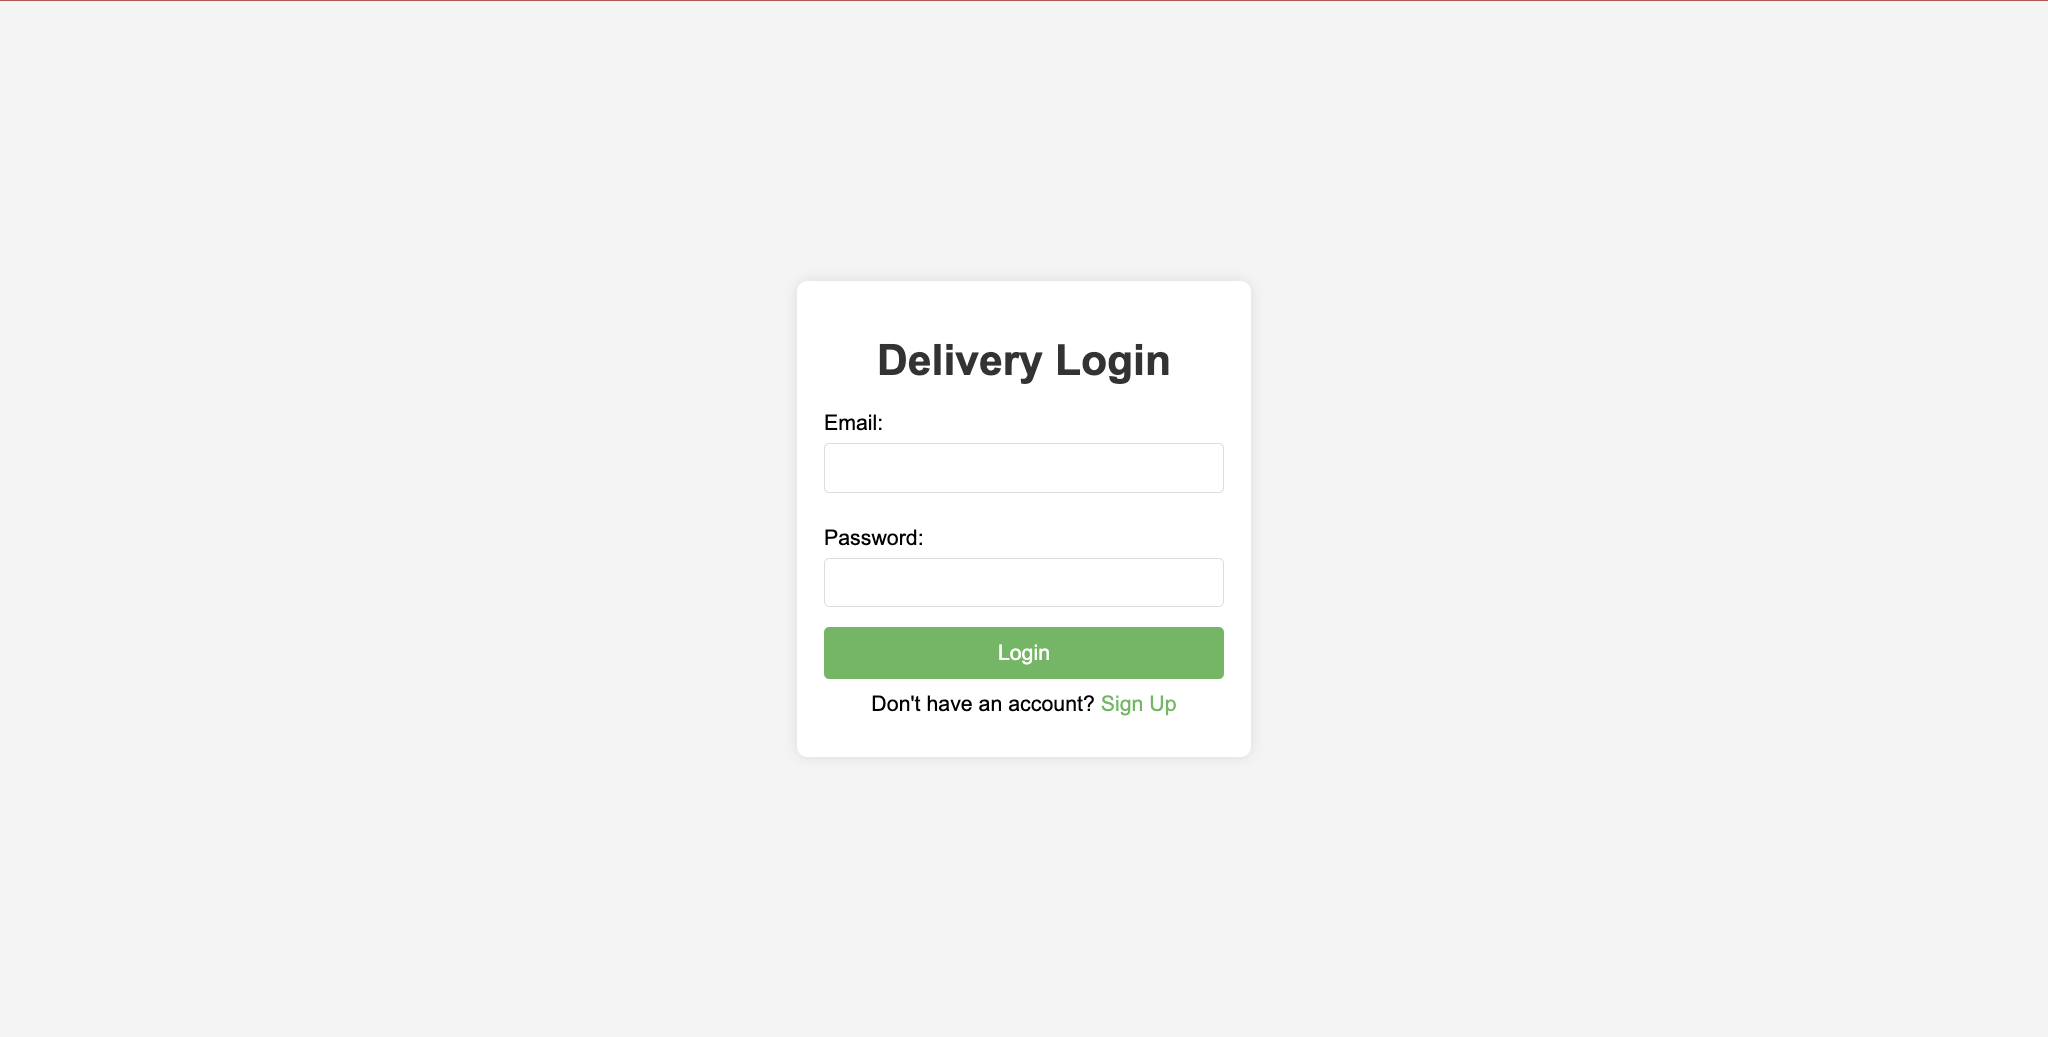 Delivery Login
Email:
Password:
Login
Don't have an account? Sign Up